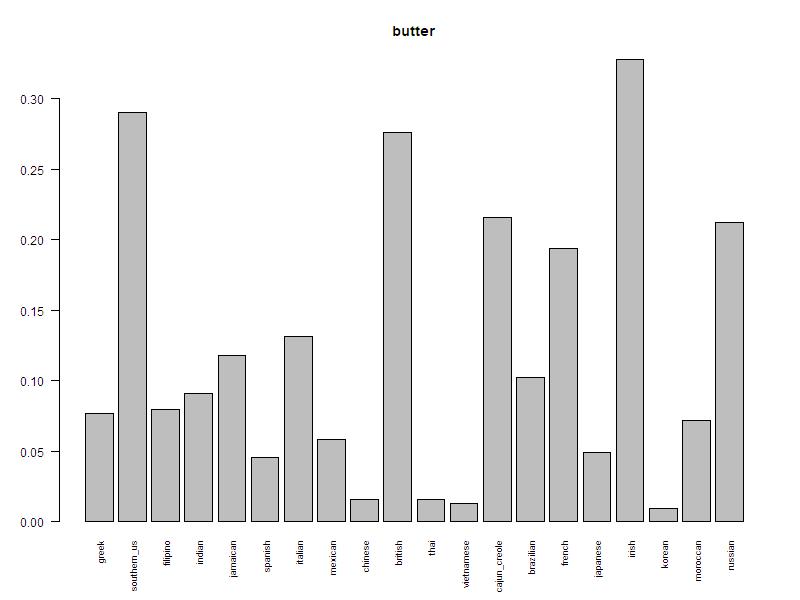 butter
0.30
0.25
0.20
0.15
0.10
0.05
0.00
greek
southern_us
filipino
indian
jamaican
spanish
italian
mexican
chinese
british
thai
vietnamese
cajun_creole
brazilian
french
japanese
irish
korean
moroccan
russian